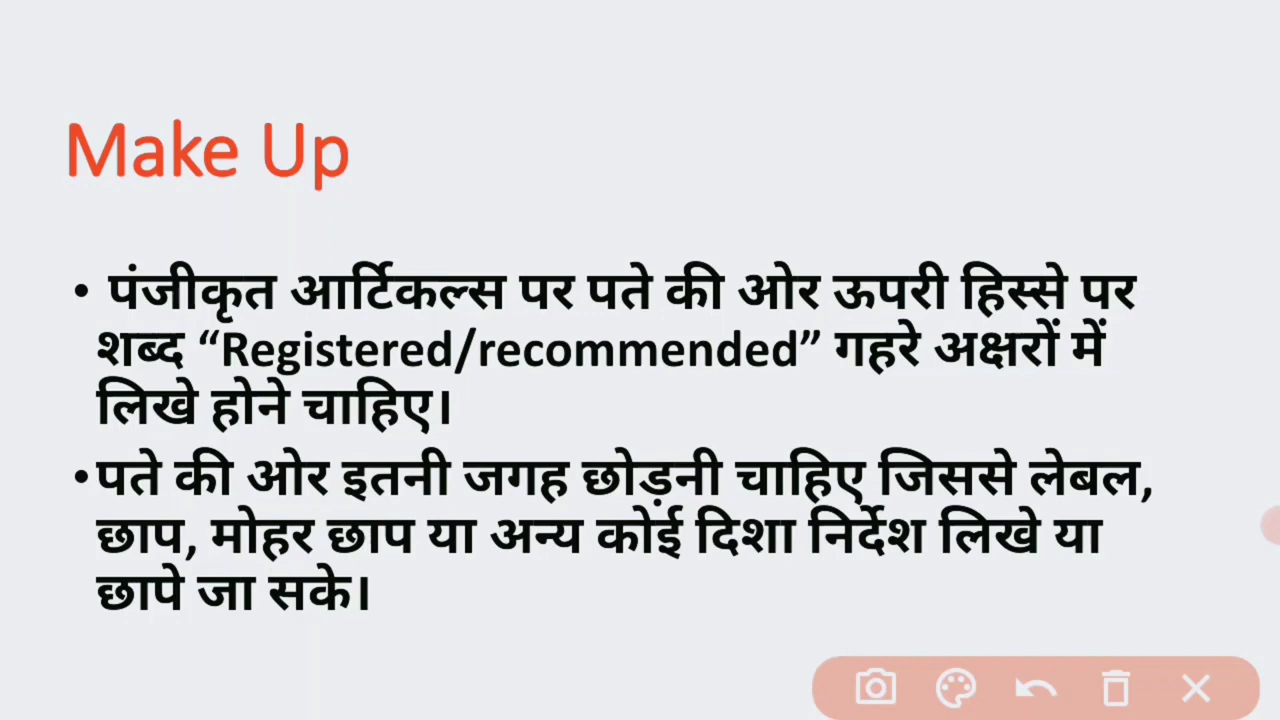 Make Up
• पंजीकृत आर्टिकल्स पर पते की ओर ऊपरी हिस्से पर
शब्द “Registered/recommended” गहरे अक्षरों में
लिखे होने चाहिए।
• पते की ओर इतनी जगह छोड़नी चाहिए जिससे लेबल,
छाप, मोहर छाप या अन्य कोई दिशा निर्देश लिखे या
छापे जा सके।